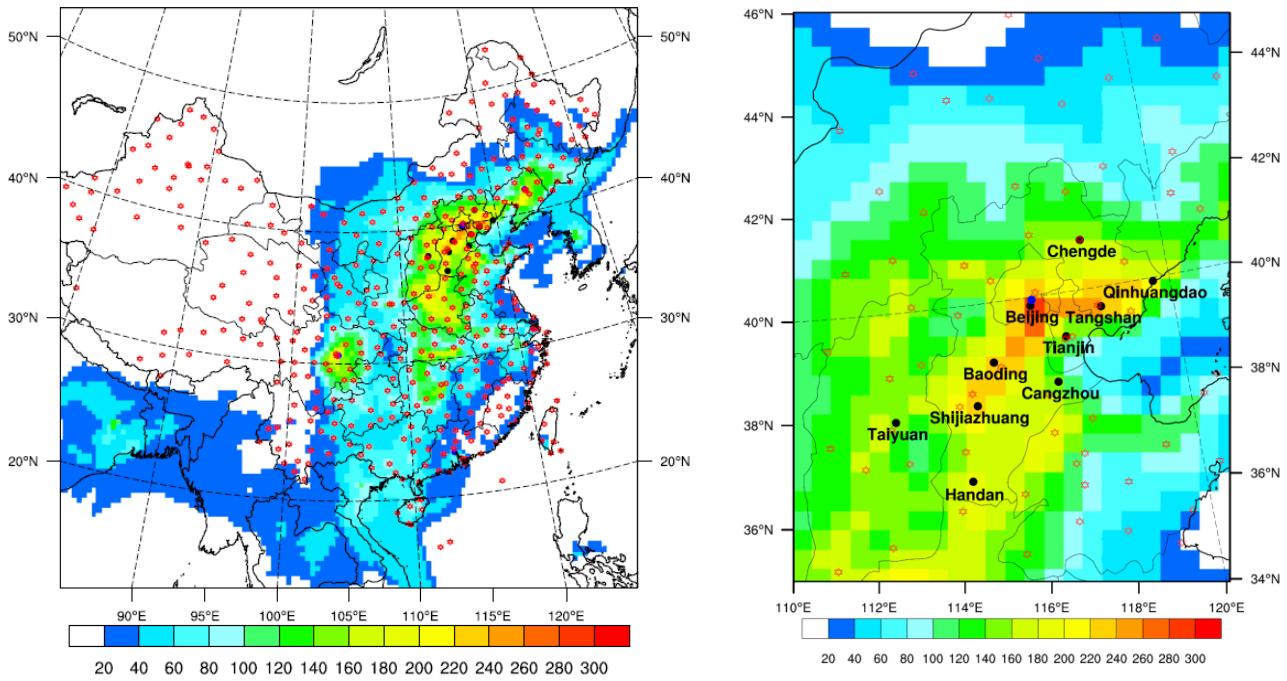 50°N
40°N
30°N
20°N
50°N
40°N
30°N
20°N
90°E 95°E 100°E 105°E 110°E 115°E 120°E
20 40 60 80 100 120 140 160 180 200 220 240 260 280 300
46°N
44°N
42°N
40°N
38°N
36°N
44°N
42°N
40°N
38°N
36°N
34°N
Chengde
Qinhuangdao
Beijing Tangshan
Tianjin
Baoding
Cangzhou
Shijiazhuang
Taiyuan
Handan
110°E 112°E 114°E 116°E 118°E 120°E
20 40 60 80 100 120 140 160 180 200 220 240 260 280 300